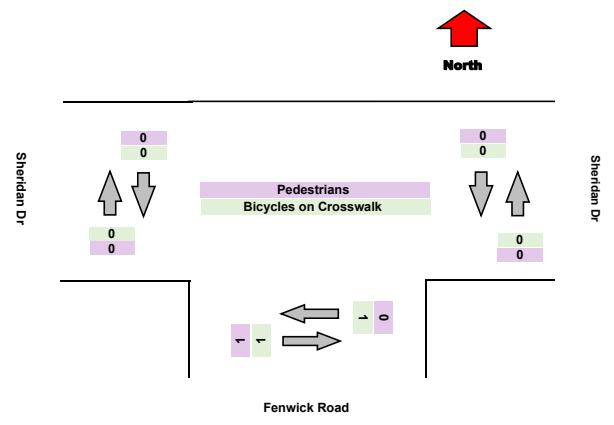 North
0
0
0
0
Sheridan Dr
Sheridan Dr
Pedestrians
Bicycles on Crosswalk
0
0
0
0
1 0
1 1
Fenwick Road